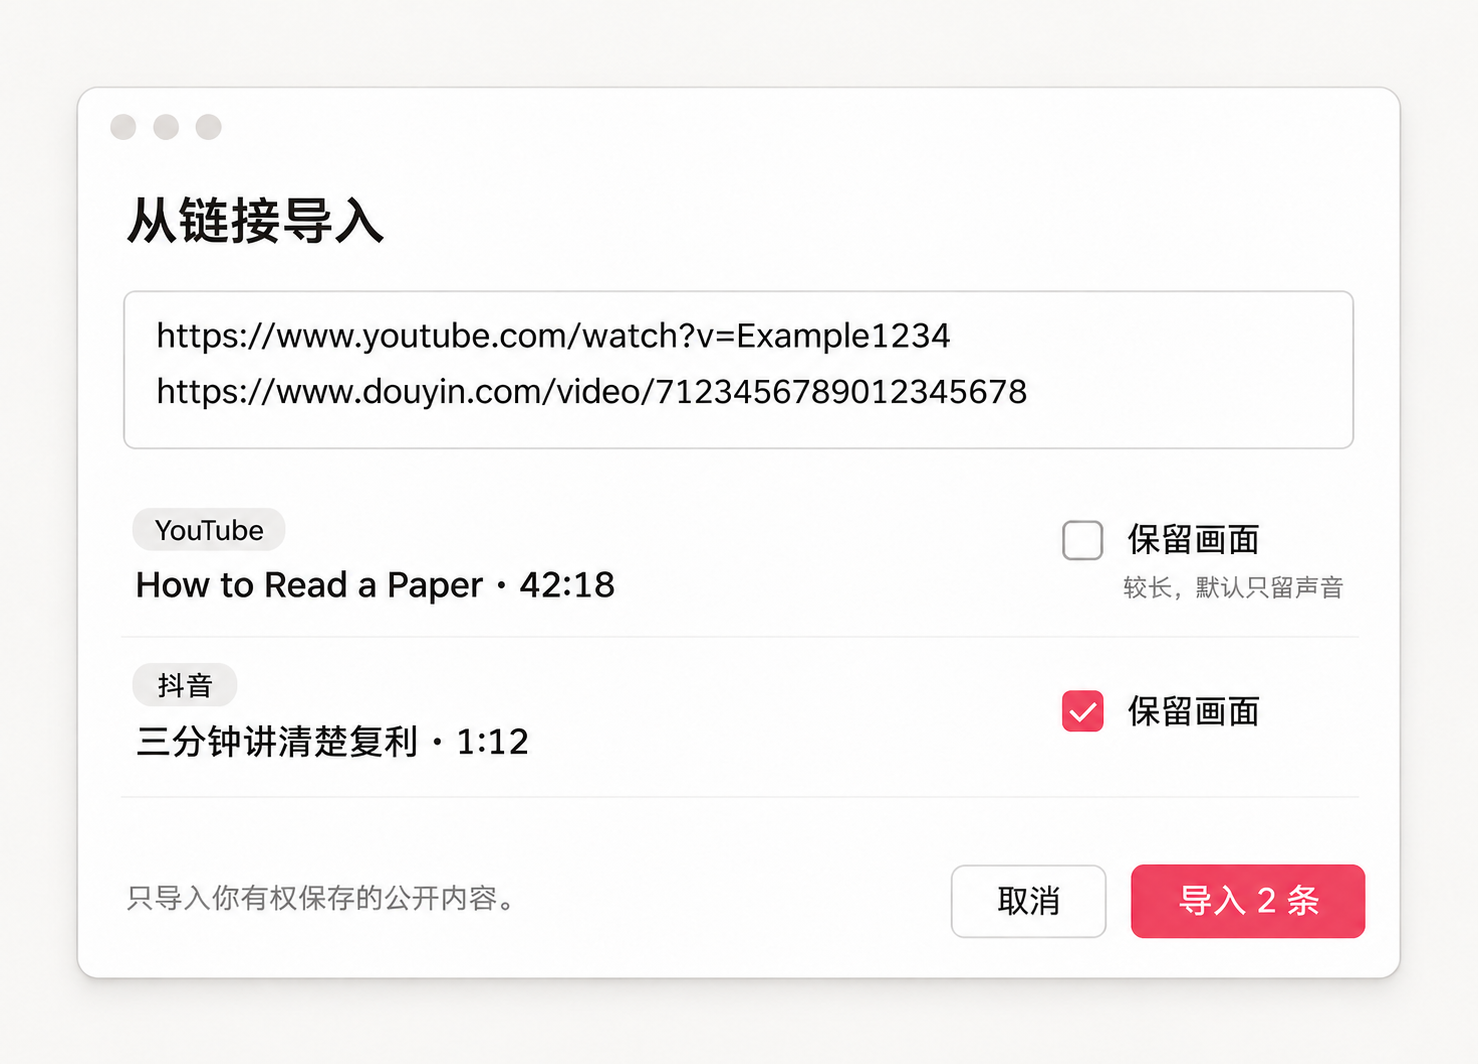 从链接导入
https://www.youtube.com/watch?v=Example1234
https://www.douyin.com/video/7123456789012345678
YouTube
How to Read a Paper • 42:18
保留画面
较长，默认只留声音
抖音
三分钟讲清楚复利 • 1:12
保留画面
只导入你有权保存的公开内容。
取消
导入 2 条